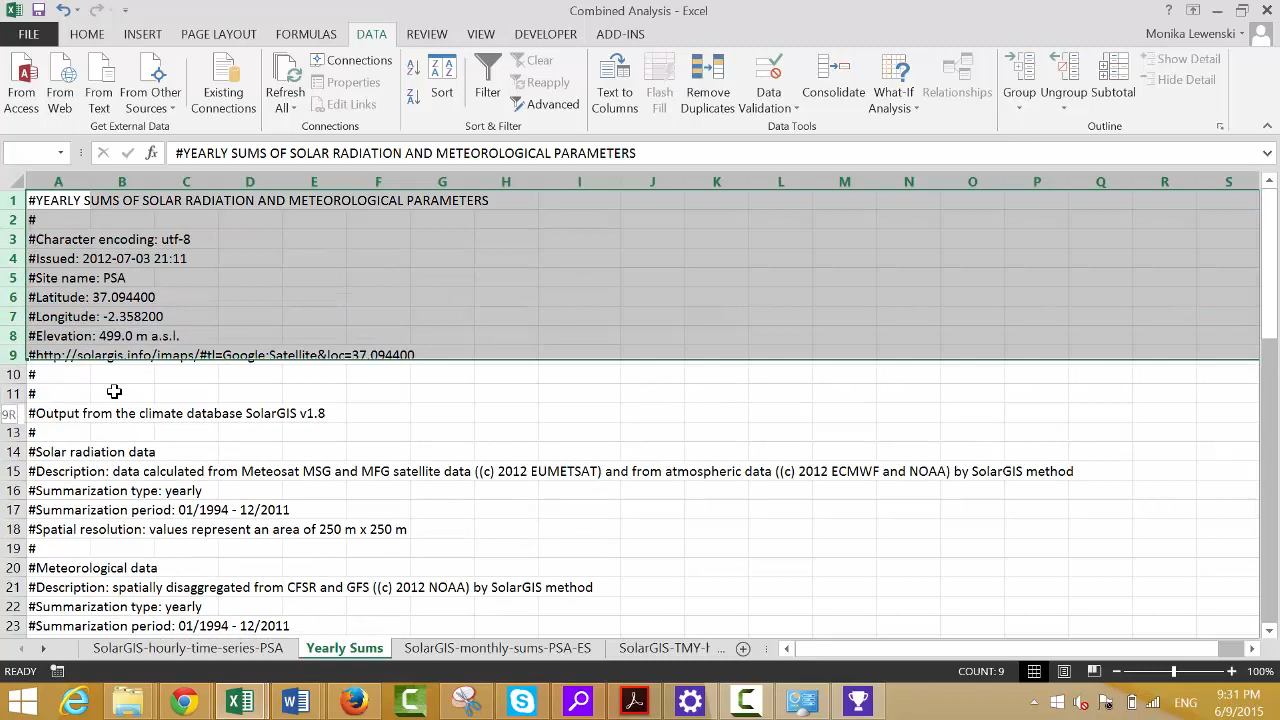 Combined Analysis - Excel
?
FILE HOME INSERT PAGE LAYOUT FORMULAS DATA REVIEW VIEW DEVELOPER ADD-INS Monika Lewenski
From Access
From Web
From Text
From Other Sources
Existing Connections
Get External Data
Refresh All
Connections
Properties
Edit Links
Connections
Sort
Filter
Clear
Reapply
Advanced
Sort & Filter
Text to Columns
Flash Fill
Remove Duplicates
Data Validation
Consolidate
What-If Analysis
Relationships
Data Tools
Group
Ungroup
Subtotal
Show Detail
Hide Detail
Outline
fx #YEARLY SUMS OF SOLAR RADIATION AND METEOROLOGICAL PARAMETERS
A B C D E F G H I J K L M N O P Q R S
1 #YEARLY SUMS OF SOLAR RADIATION AND METEOROLOGICAL PARAMETERS
2 #
3 #Character encoding: utf-8
4 #Issued: 2012-07-03 21:11
5 #Site name: PSA
6 #Latitude: 37.094400
7 #Longitude: -2.358200
8 #Elevation: 499.0 m a.s.l.
9 #http://solargis.info/imaps/#tl=Google:Satellite&loc=37.094400
10 #
11 #
9R #Output from the climate database SolarGIS v1.8
13 #
14 #Solar radiation data
15 #Description: data calculated from Meteosat MSG and MFG satellite data ((c) 2012 EUMETSAT) and from atmospheric data ((c) 2012 ECMWF and NOAA) by SolarGIS method
16 #Summarization type: yearly
17 #Summarization period: 01/1994 - 12/2011
18 #Spatial resolution: values represent an area of 250 m x 250 m
19 #
20 #Meteorological data
21 #Description: spatially disaggregated from CFSR and GFS ((c) 2012 NOAA) by SolarGIS method
22 #Summarization type: yearly
23 #Summarization period: 01/1994 - 12/2011
SolarGIS-hourly-time-series-PSA Yearly Sums SolarGIS-monthly-sums-PSA-ES SolarGIS-TMY-h ...
READY COUNT: 9 100%
ENG
9:31 PM
6/9/2015